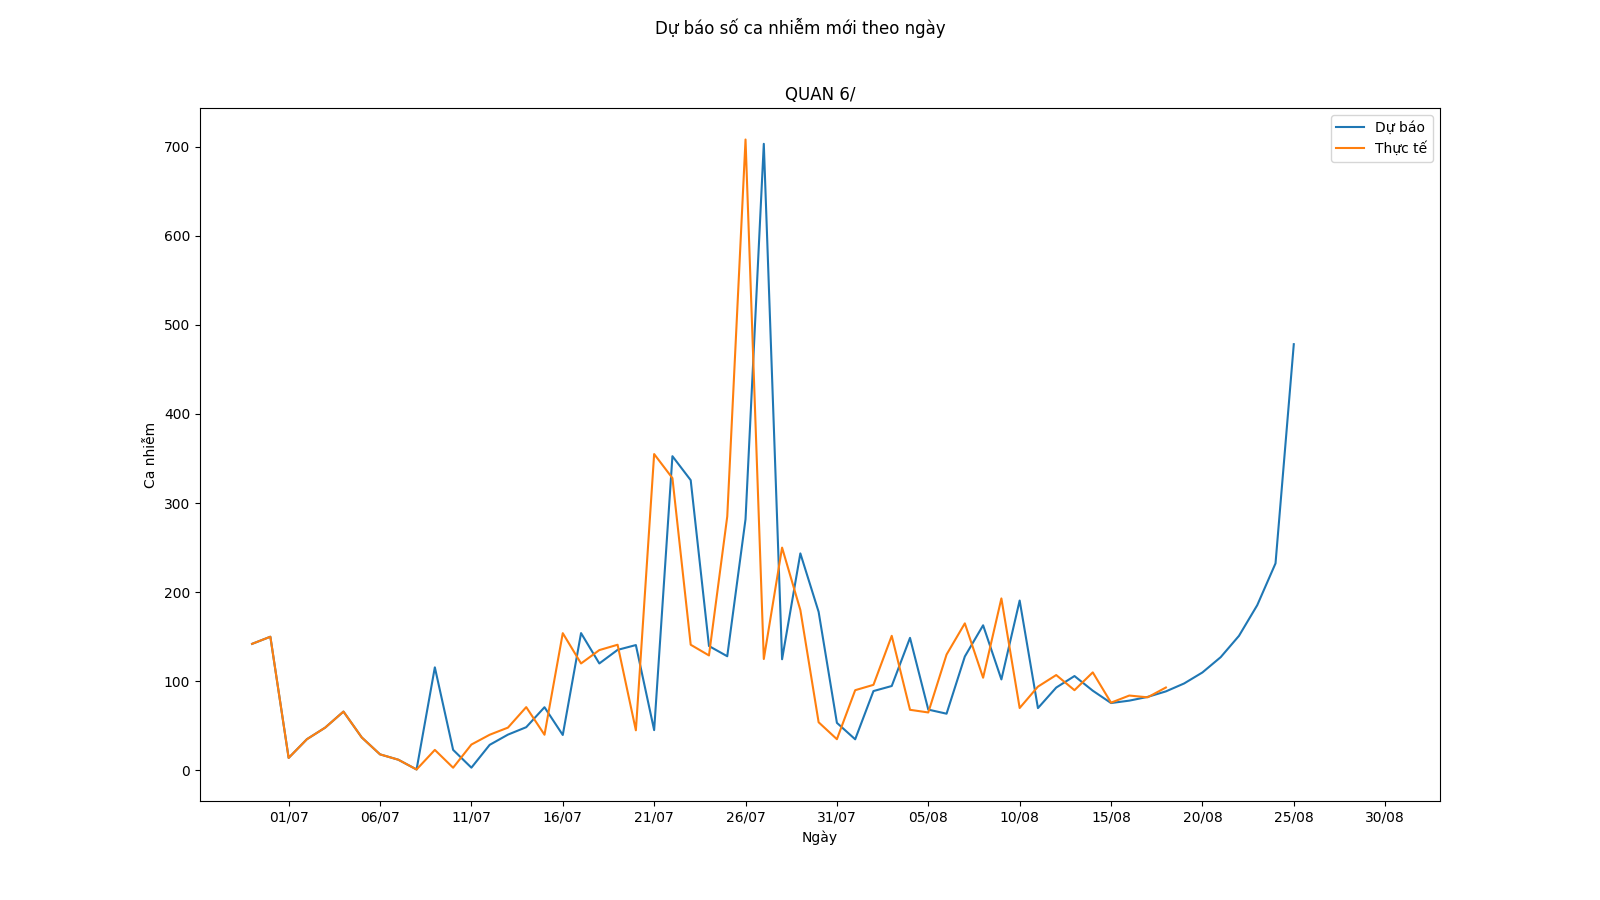 Dự báo số ca nhiễm mới theo ngày
QUAN 6/
Dự báo
Thực tế
700
600
500
400
300
200
100
0
Ca nhiễm
01/07 06/07 11/07 16/07 21/07 26/07 31/07 05/08 10/08 15/08 20/08 25/08 30/08
Ngày